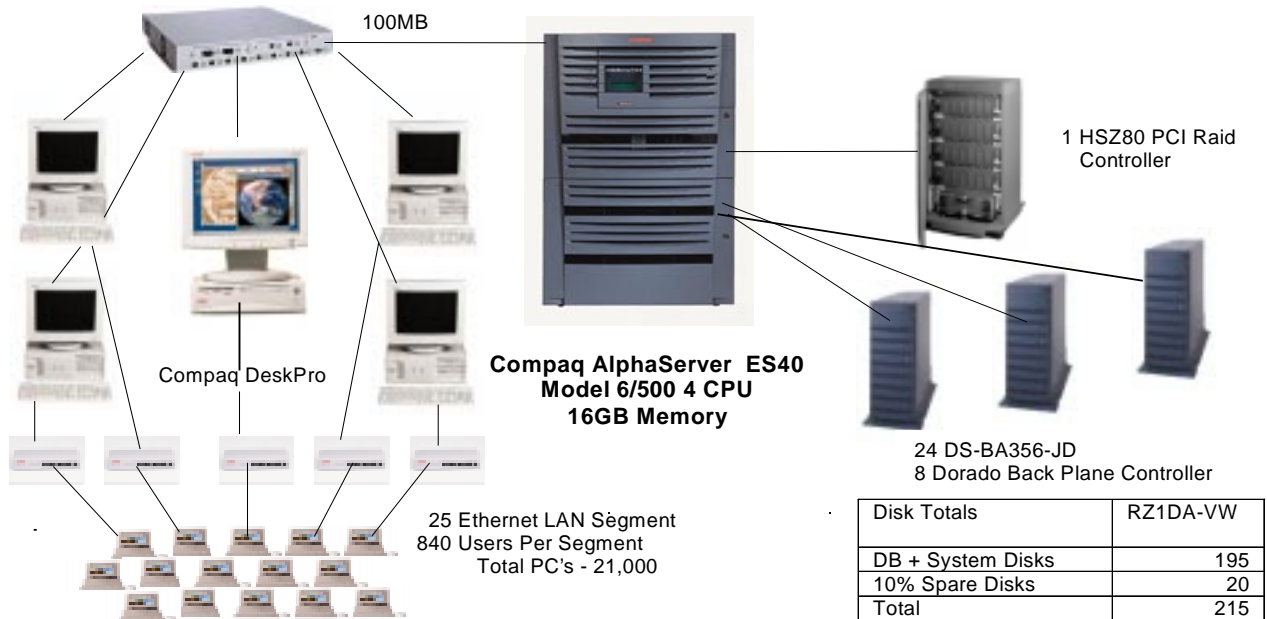 100MB
1 HSZ80 PCI Raid
Controller
Compaq DeskPro
Compaq AlphaServer ES40
Model 6/500 4 CPU
16GB Memory
24 DS-BA356-JD
8 Dorado Back Plane Controller
25 Ethernet LAN Segment
840 Users Per Segment
Total PC's - 21,000
Disk Totals RZ1DA-VW
DB + System Disks 195
10% Spare Disks 20
Total 215